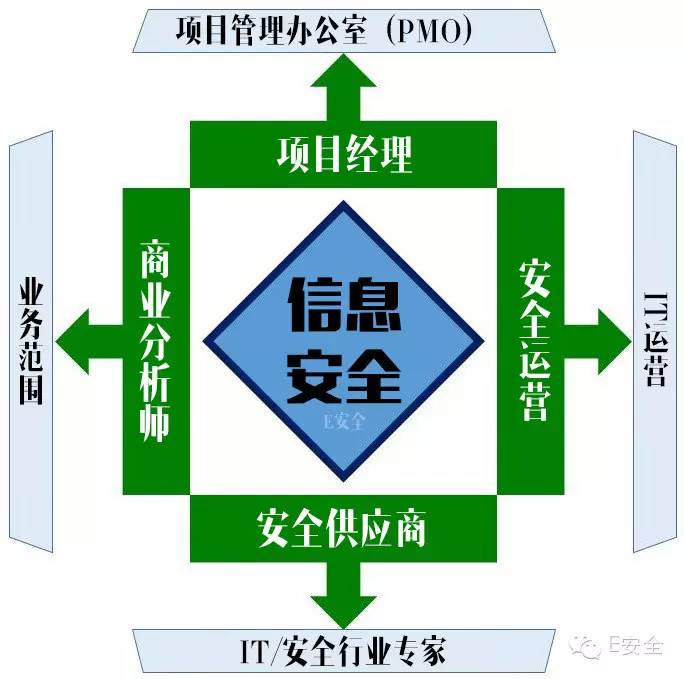 项目管理办公室（PMO）
项目经理
业务范围
商业分析师
信息
安全
E安全
安全运营
IT运营
安全供应商
IT/安全行业专家
E安全